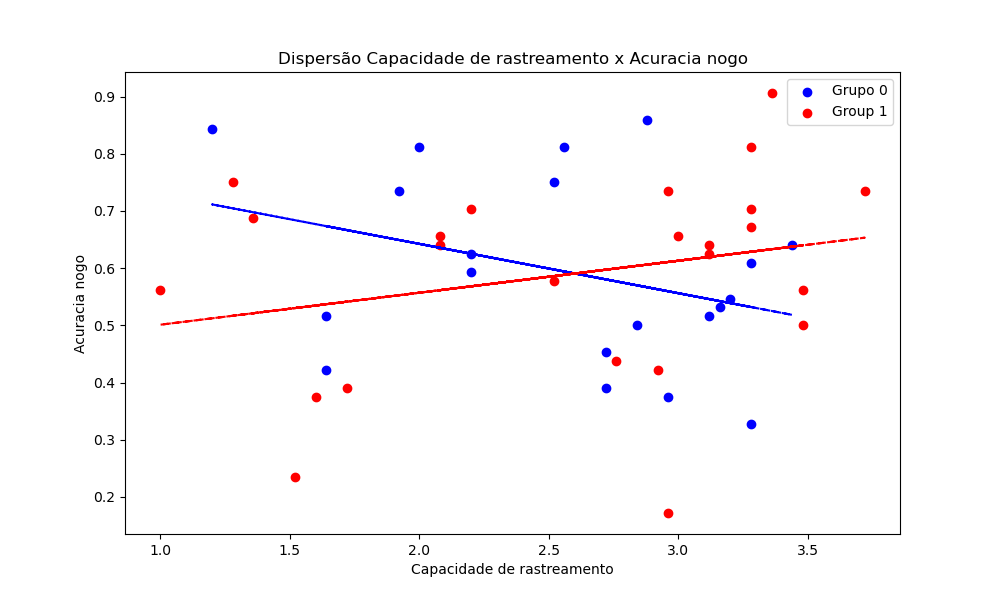 Dispersão Capacidade de rastreamento x Acuracia nogo
Grupo 0
Group 1
Acuracia nogo
0.9
0.8
0.7
0.6
0.5
0.4
0.3
0.2
1.0 1.5 2.0 2.5 3.0 3.5
Capacidade de rastreamento